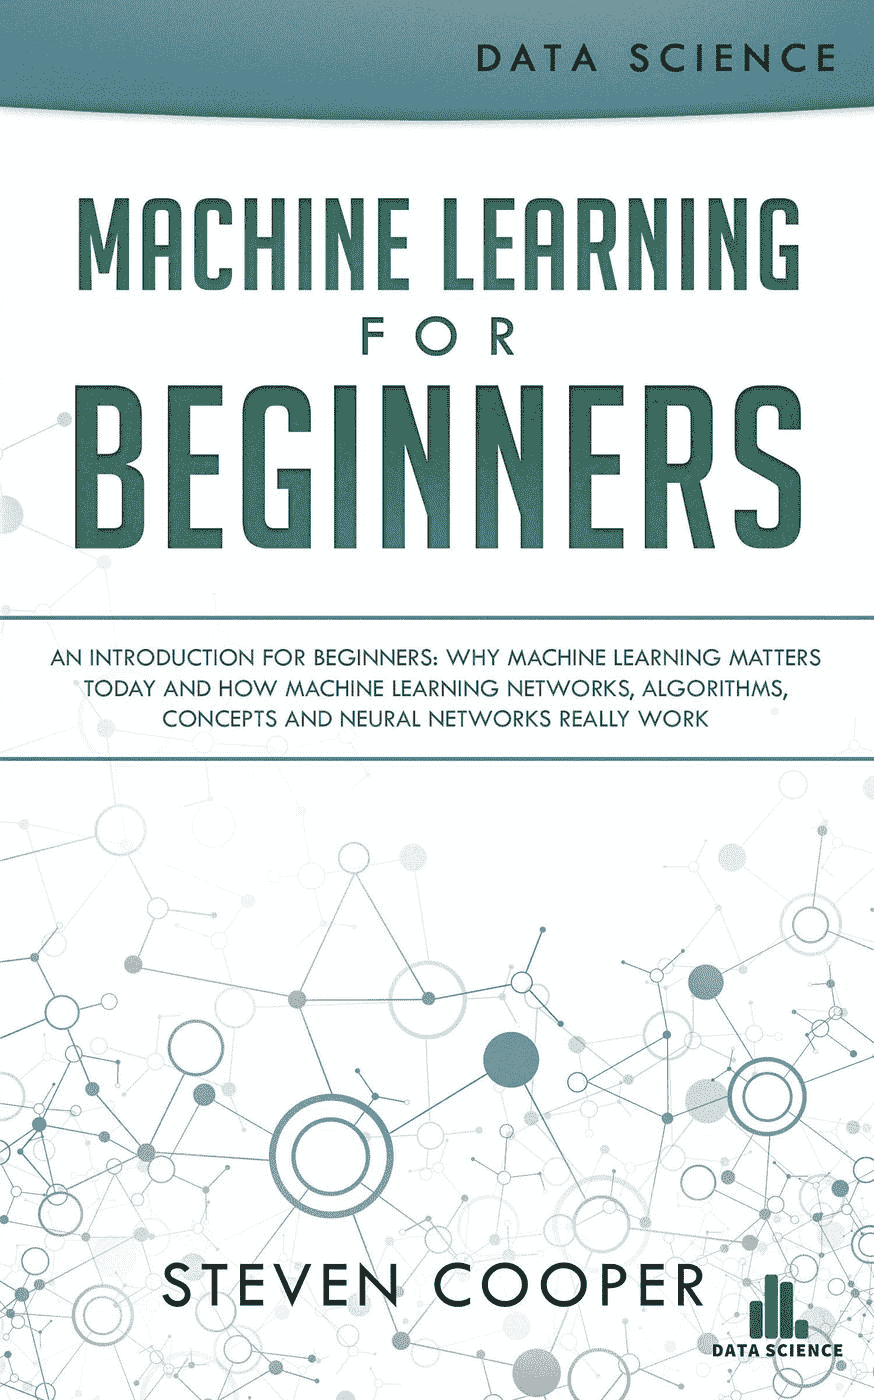 DATA SCIENCE
MACHINE LEARNING
FOR
BEGINNERS
AN INTRODUCTION FOR BEGINNERS: WHY MACHINE LEARNING MATTERS
TODAY AND HOW MACHINE LEARNING NETWORKS, ALGORITHMS,
CONCEPTS AND NEURAL NETWORKS REALLY WORK
STEVEN COOPER
DATA SCIENCE